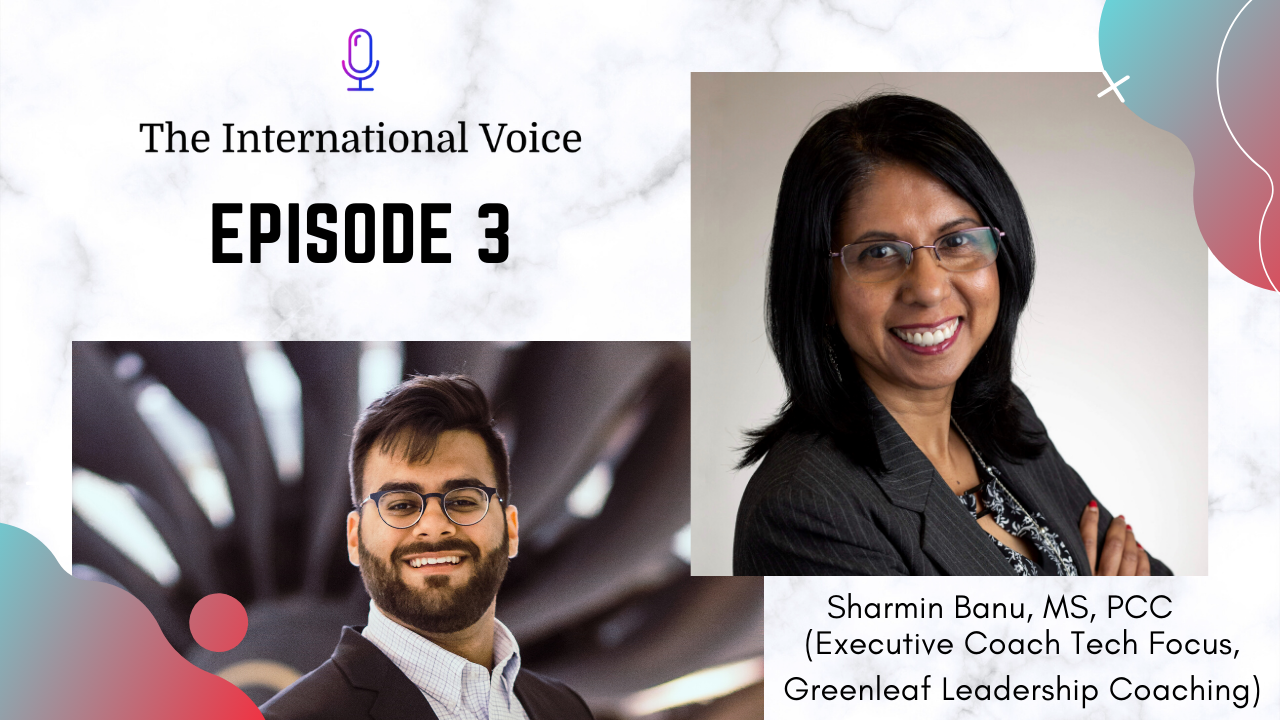 The International Voice
EPISODE 3
Sharmin Banu, MS, PCC
(Executive Coach Tech Focus,
Greenleaf Leadership Coaching)